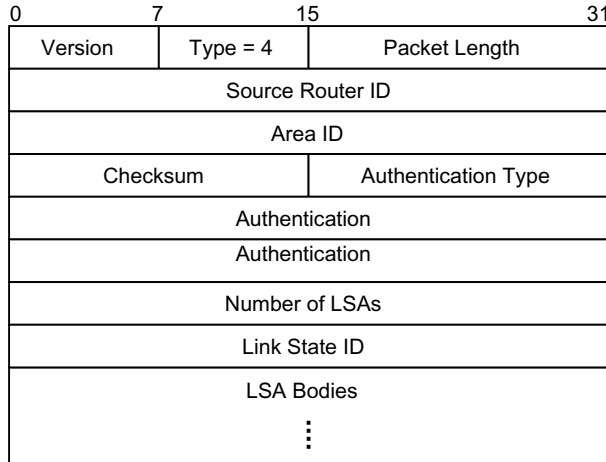 0 7 15 31
Version Type = 4 Packet Length
Source Router ID
Area ID
Checksum Authentication Type
Authentication
Authentication
Number of LSAs
Link State ID
LSA Bodies